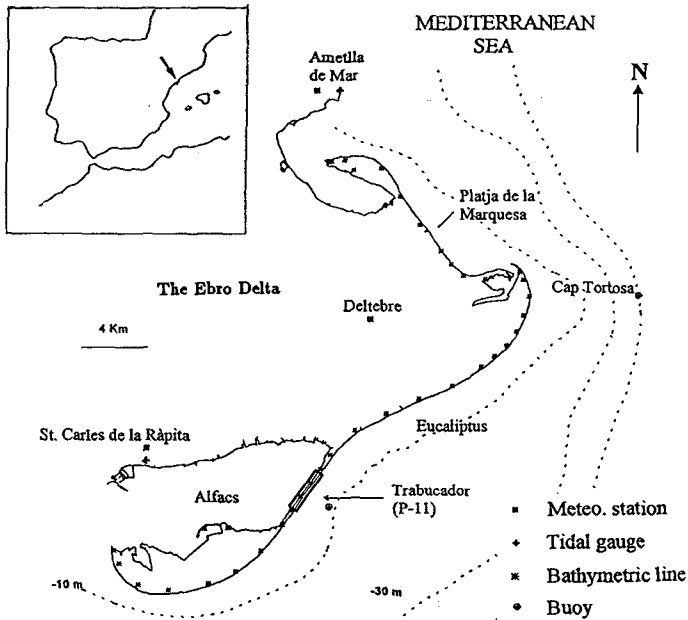 MEDITERRANEAN
SEA
Ametlla
de Mar
N
Platja de la
Marquesa
The Ebro Delta
Cap Tortosa
Deltebre
4 Km
St. Carles de la Ràpita
Eucaliptus
Alfacs
Trabucador
(P-11)
Meteo. station
Tidal gauge
Bathymetric line
Buoy
-10 m
-30 m